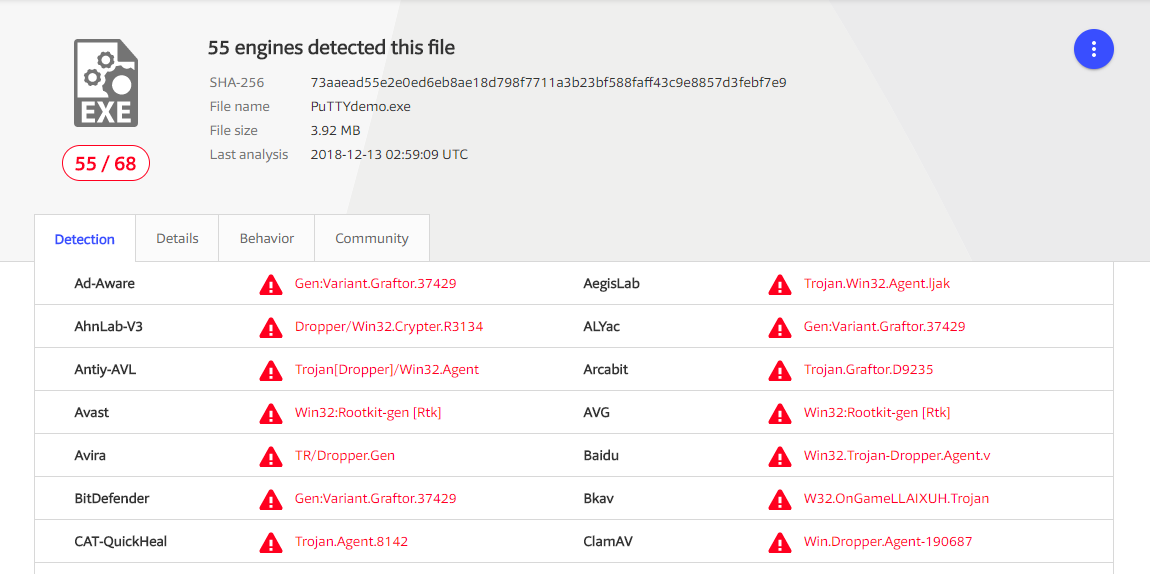 55 engines detected this file
SHA-256 73aaead55e2e0ed6eb8ae18d798f7711a3b23bf588faff43c9e8857d3febf7e9
File name PuTTYdemo.exe
File size 3.92 MB
Last analysis 2018-12-13 02:59:09 UTC
EXE
55 / 68
Detection Details Behavior Community
Ad-Aware Gen:Variant.Graftor.37429 AegisLab Trojan.Win32.Agent.ljak
AhnLab-V3 Dropper/Win32.Crypter.R3134 ALYac Gen:Variant.Graftor.37429
Antiy-AVL Trojan[Dropper]/Win32.Agent Arcabit Trojan.Graftor.D9235
Avast Win32:Rootkit-gen [Rtk] AVG Win32:Rootkit-gen [Rtk]
Avira TR/Dropper.Gen Baidu Win32.Trojan-Dropper.Agent.v
BitDefender Gen:Variant.Graftor.37429 Bkav W32.OnGameLLAIXUH.Trojan
CAT-QuickHeal Trojan.Agent.8142 ClamAV Win.Dropper.Agent-190687